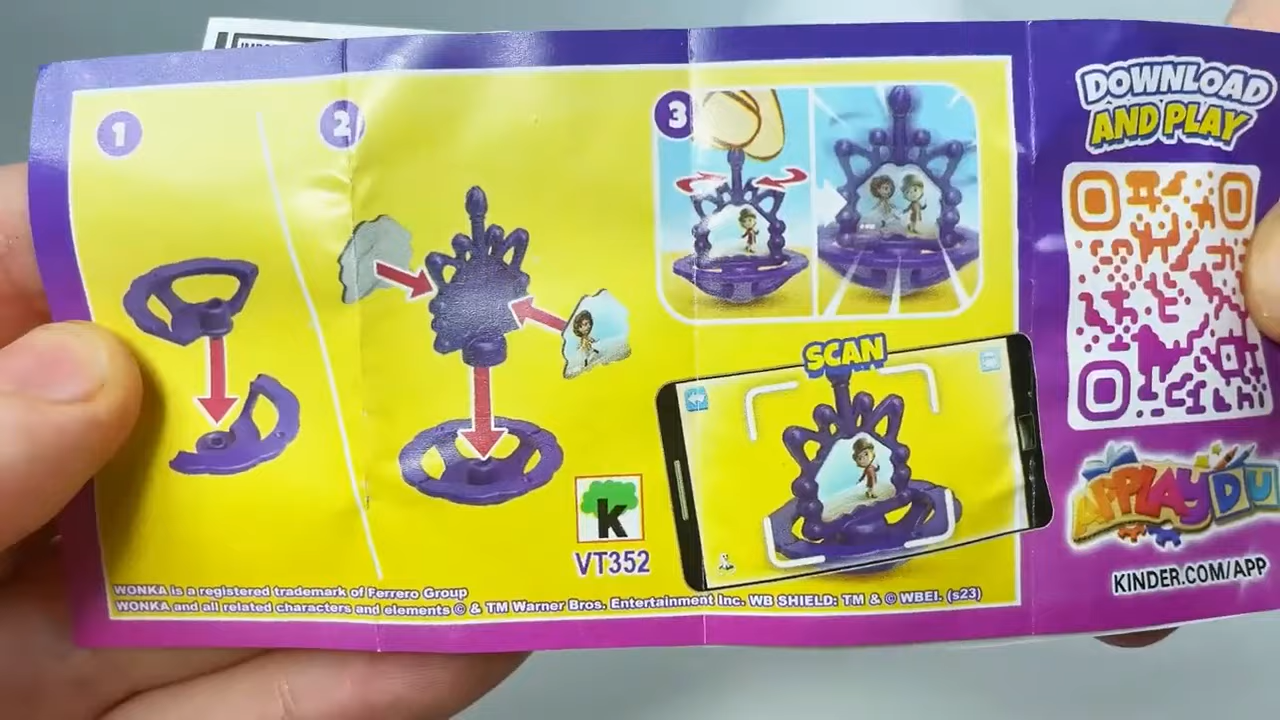 1
2
3
DOWNLOAD
AND PLAY
SCAN
k
VT352
APPLAYDU
KINDER.COM/APP
WONKA is a registered trademark of Ferrero Group
WONKA and all related characters and elements © & TM Warner Bros. Entertainment Inc. WB SHIELD: TM & © WBEI. (s23)